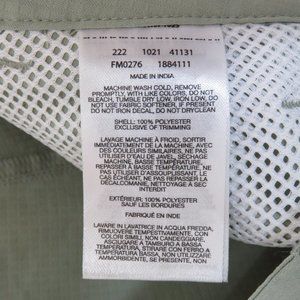 222 1021 41131
FM0276 1884111
MADE IN INDIA
MACHINE WASH COLD, REMOVE
PROMPTLY, WITH LIKE COLORS, DO NOT
BLEACH, TUMBLE DRY LOW, IRON LOW, DO
NOT USE FABRIC SOFTENER, IF PRESENT
DO NOT IRON DECAL, DO NOT DRYCLEAN
SHELL: 100% POLYESTER
EXCLUSIVE OF TRIMMING
LAVAGE MACHINE À FROID, SORTIR
IMMÉDIATEMENT DE LA MACHINE, AVEC
DES COULEURS SIMILAIRES, NE PAS
UTILISER D'EAU DE JAVEL, SECHAGE
MACHINE, BASSE TEMPERATURE,
REPASSAGE À BASSE TEMPÉRATURE, NE
PAS UTILISER D'ASSOUPLISSANT, LE
CAS ÉCHÉANT NE PAS REPASSER LA
DÉCALCOMANIE, NETTOYAGE À SEC
INTERDIT
EXTÉRIEUR: 100% POLYESTER
SAUF LES BORDURES
FABRIQUÉ EN INDE
LAVARE IN LAVATRICE IN ACQUA FREDDA,
RIMUOVERE TEMPESTIVAMENTE, CON
COLORI SIMILI, NON CANDEGGIARE,
ASCIUGARE A TAMBURO A BASSA
TEMPERATURA, STIRARE A BASSA
TEMPERATURA, NON USARE
AMMORBIDENTE, SE PRESENTE, NON